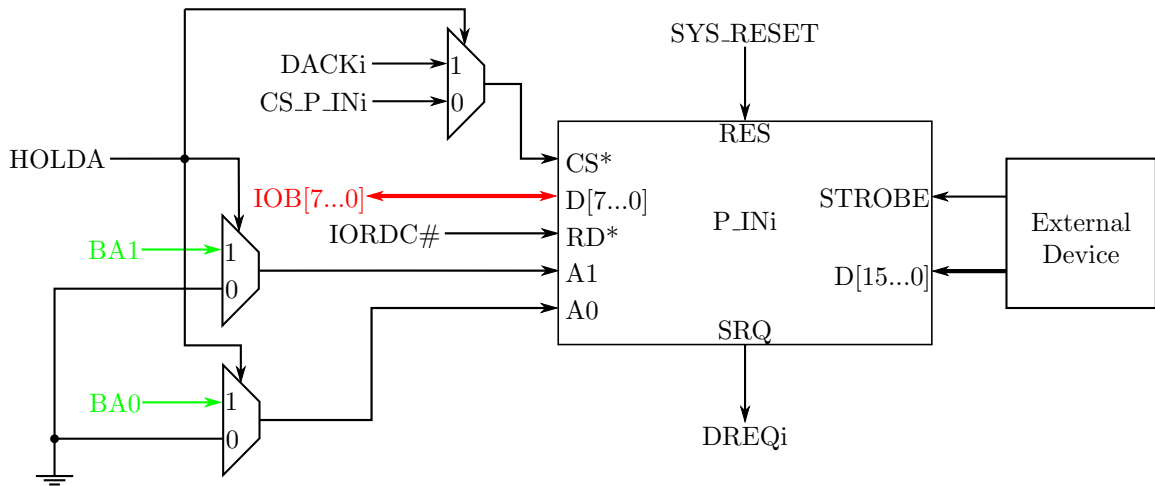 SYS_RESET
DACKi
1
CS_P_INi
0
RES
HOLDA
CS*
IOB[7...0]
D[7...0]
STROBE
P_INi
External
Device
IORDC#
RD*
BA1
1
0
A1
D[15...0]
A0
SRQ
BA0
1
0
DREQi